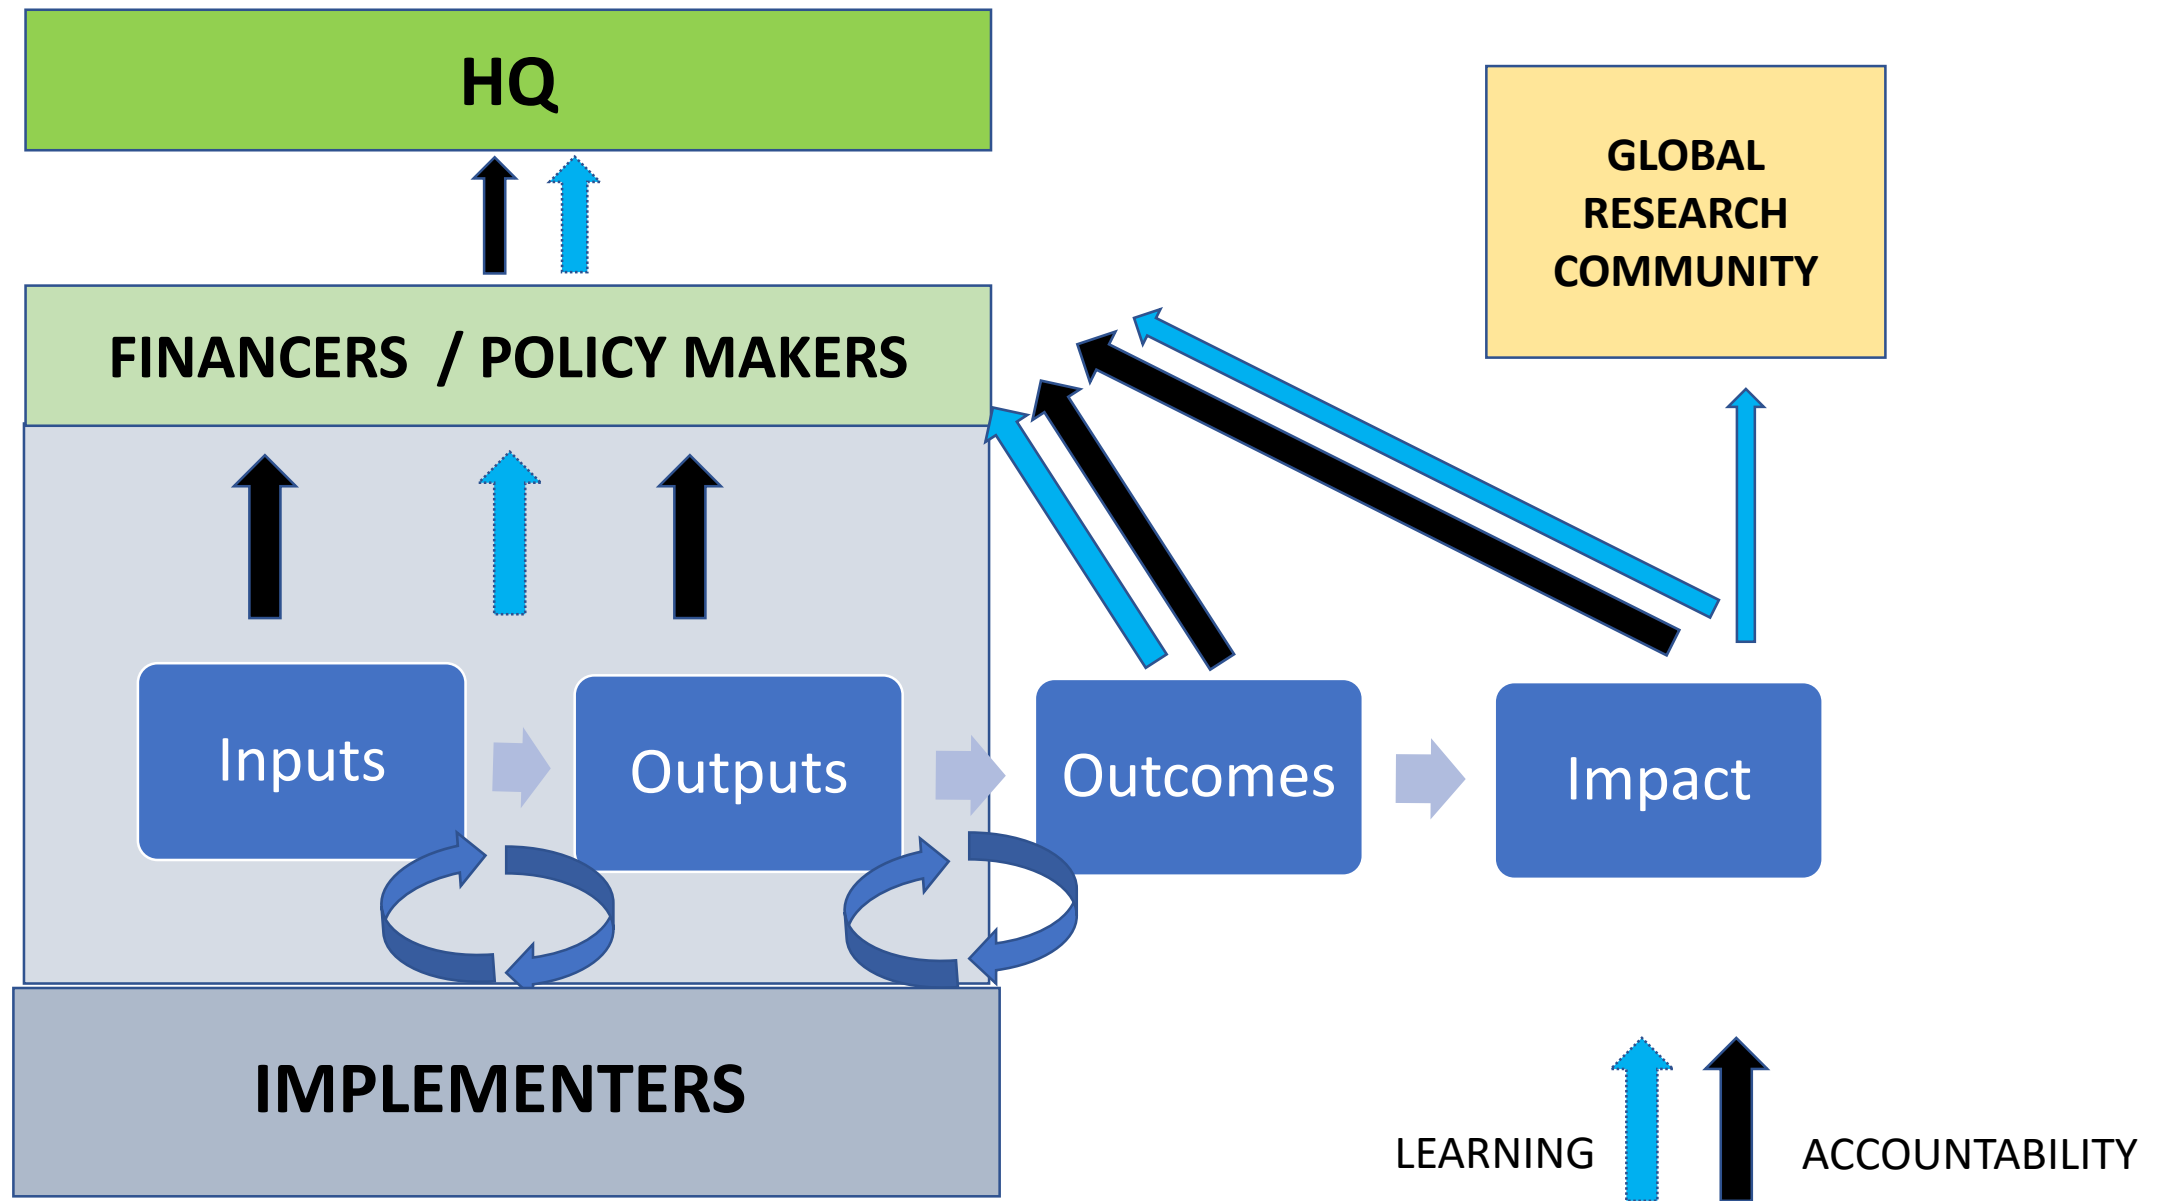 HQ
GLOBAL
RESEARCH
COMMUNITY
FINANCERS / POLICY MAKERS
Inputs
Outputs
Outcomes
Impact
IMPLEMENTERS
LEARNING
ACCOUNTABILITY